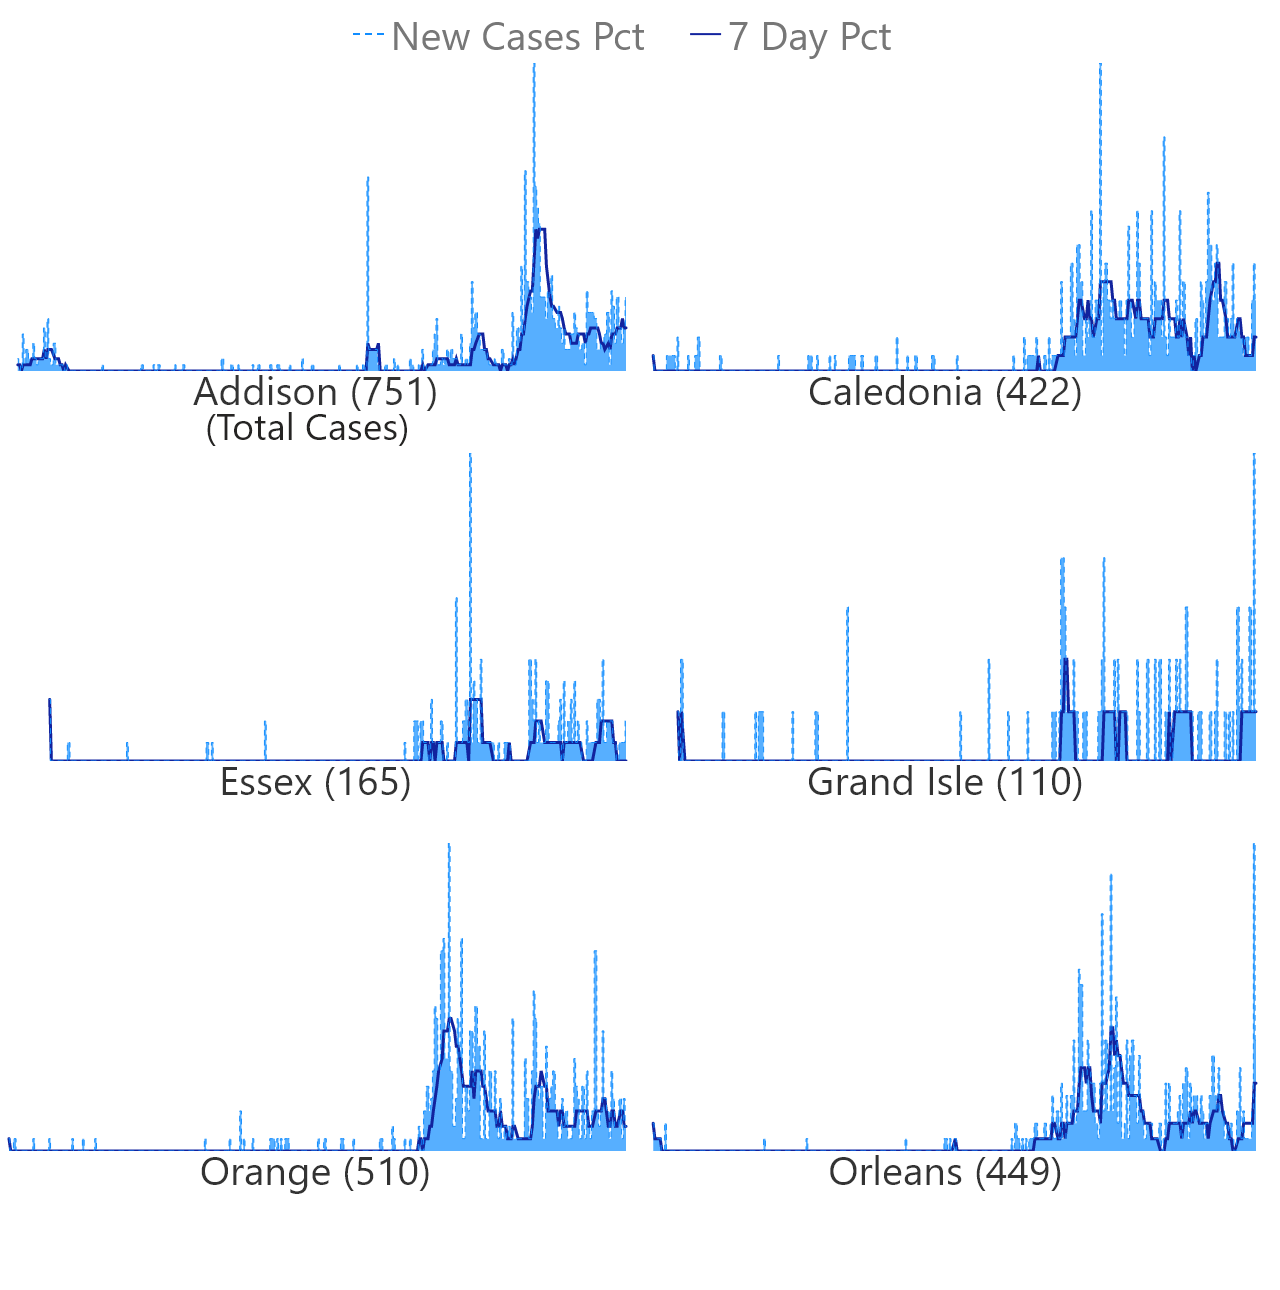 New Cases Pct 7 Day Pct
Addison (751)
(Total Cases)
Caledonia (422)
Essex (165)
Grand Isle (110)
Orange (510)
Orleans (449)